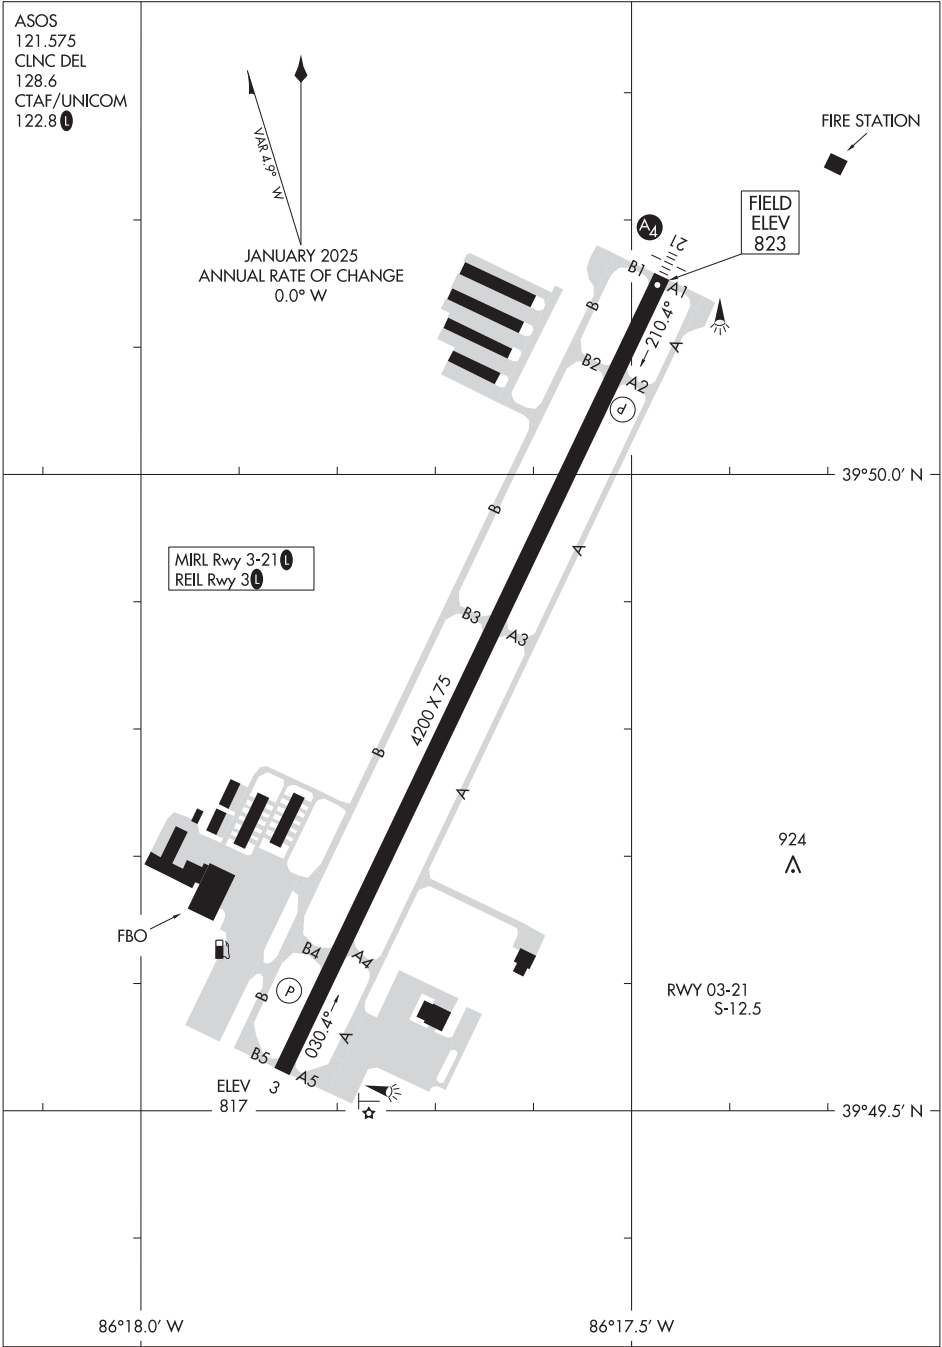 ASOS
121.575
CLNC DEL
128.6
CTAF/UNICOM
122.8 L
VAR 4.9° W
JANUARY 2025
ANNUAL RATE OF CHANGE
0.0° W
FIRE STATION
FIELD
ELEV
823
A4
21
B1
A1
B
210.4°
A
B2
A2
P
39°50.0' N
B
A
MIRL Rwy 3-21 L
REIL Rwy 3 L
B3
A3
4200 X 75
B
A
924
FBO
B4
A4
B
P
030.4°
A
RWY 03-21
S-12.5
B5
A5
3
ELEV
817
39°49.5' N
86°18.0' W
86°17.5' W